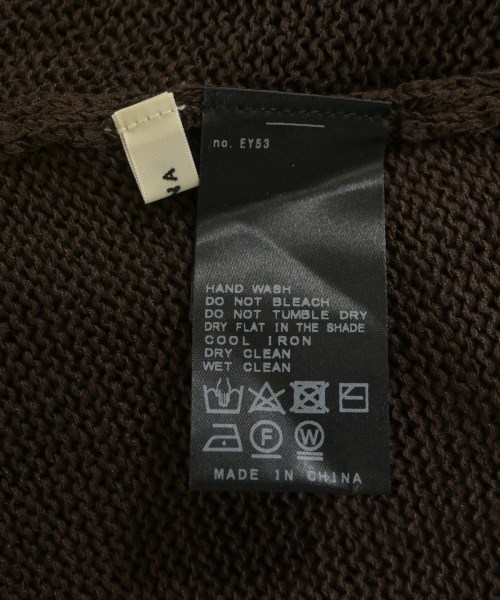 no. EY53
HAND WASH
DO NOT BLEACH
DO NOT TUMBLE DRY
DRY FLAT IN THE SHADE
COOL IRON
DRY CLEAN
WET CLEAN
F W
MADE IN CHINA